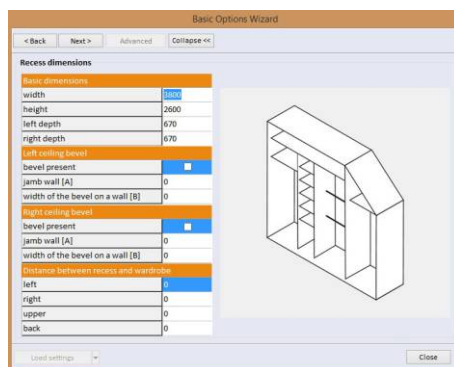 Basic Options Wizard
< Back Next > Advanced Collapse <<
Recess dimensions
Basic dimensions
width 3800
height 2600
left depth 670
right depth 670
Left ceiling bevel
bevel present
jamb wall [A] 0
width of the bevel on a wall [B] 0
Right ceiling bevel
bevel present
jamb wall [A] 0
width of the bevel on a wall [B] 0
Distance between recess and wardrobe
left 0
right 0
upper 0
back 0
Load settings Close